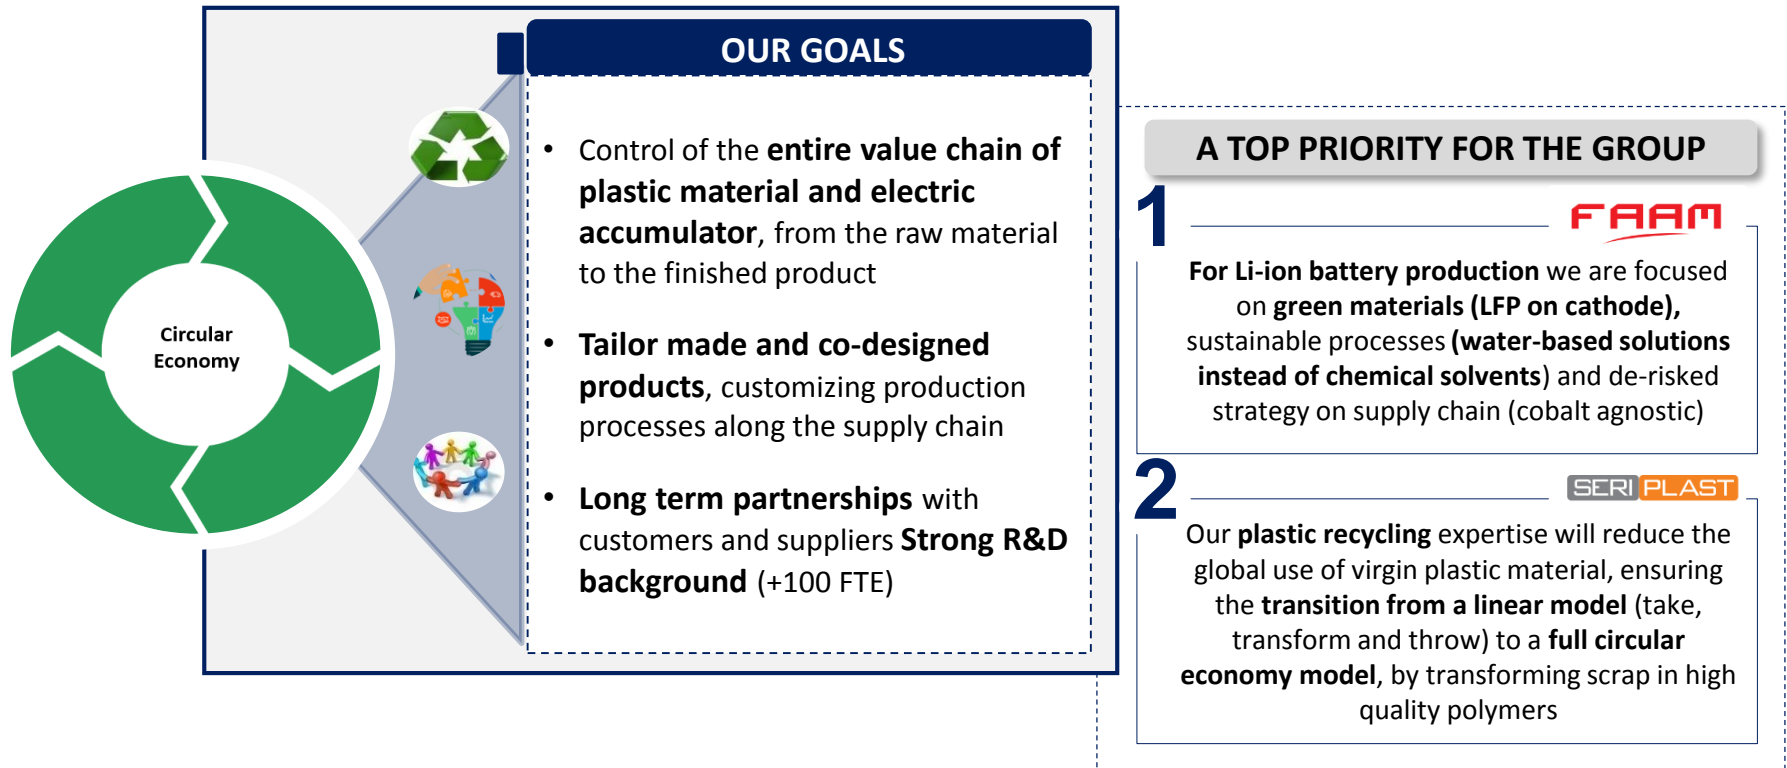 OUR GOALS
Circular
Economy
• Control of the entire value chain of
plastic material and electric
accumulator, from the raw material
to the finished product
• Tailor made and co-designed
products, customizing production
processes along the supply chain
• Long term partnerships with
customers and suppliers Strong R&D
background (+100 FTE)
A TOP PRIORITY FOR THE GROUP
1
FAAM
For Li-ion battery production we are focused
on green materials (LFP on cathode),
sustainable processes (water-based solutions
instead of chemical solvents) and de-risked
strategy on supply chain (cobalt agnostic)
2
SERI PLAST
Our plastic recycling expertise will reduce the
global use of virgin plastic material, ensuring
the transition from a linear model (take,
transform and throw) to a full circular
economy model, by transforming scrap in high
quality polymers